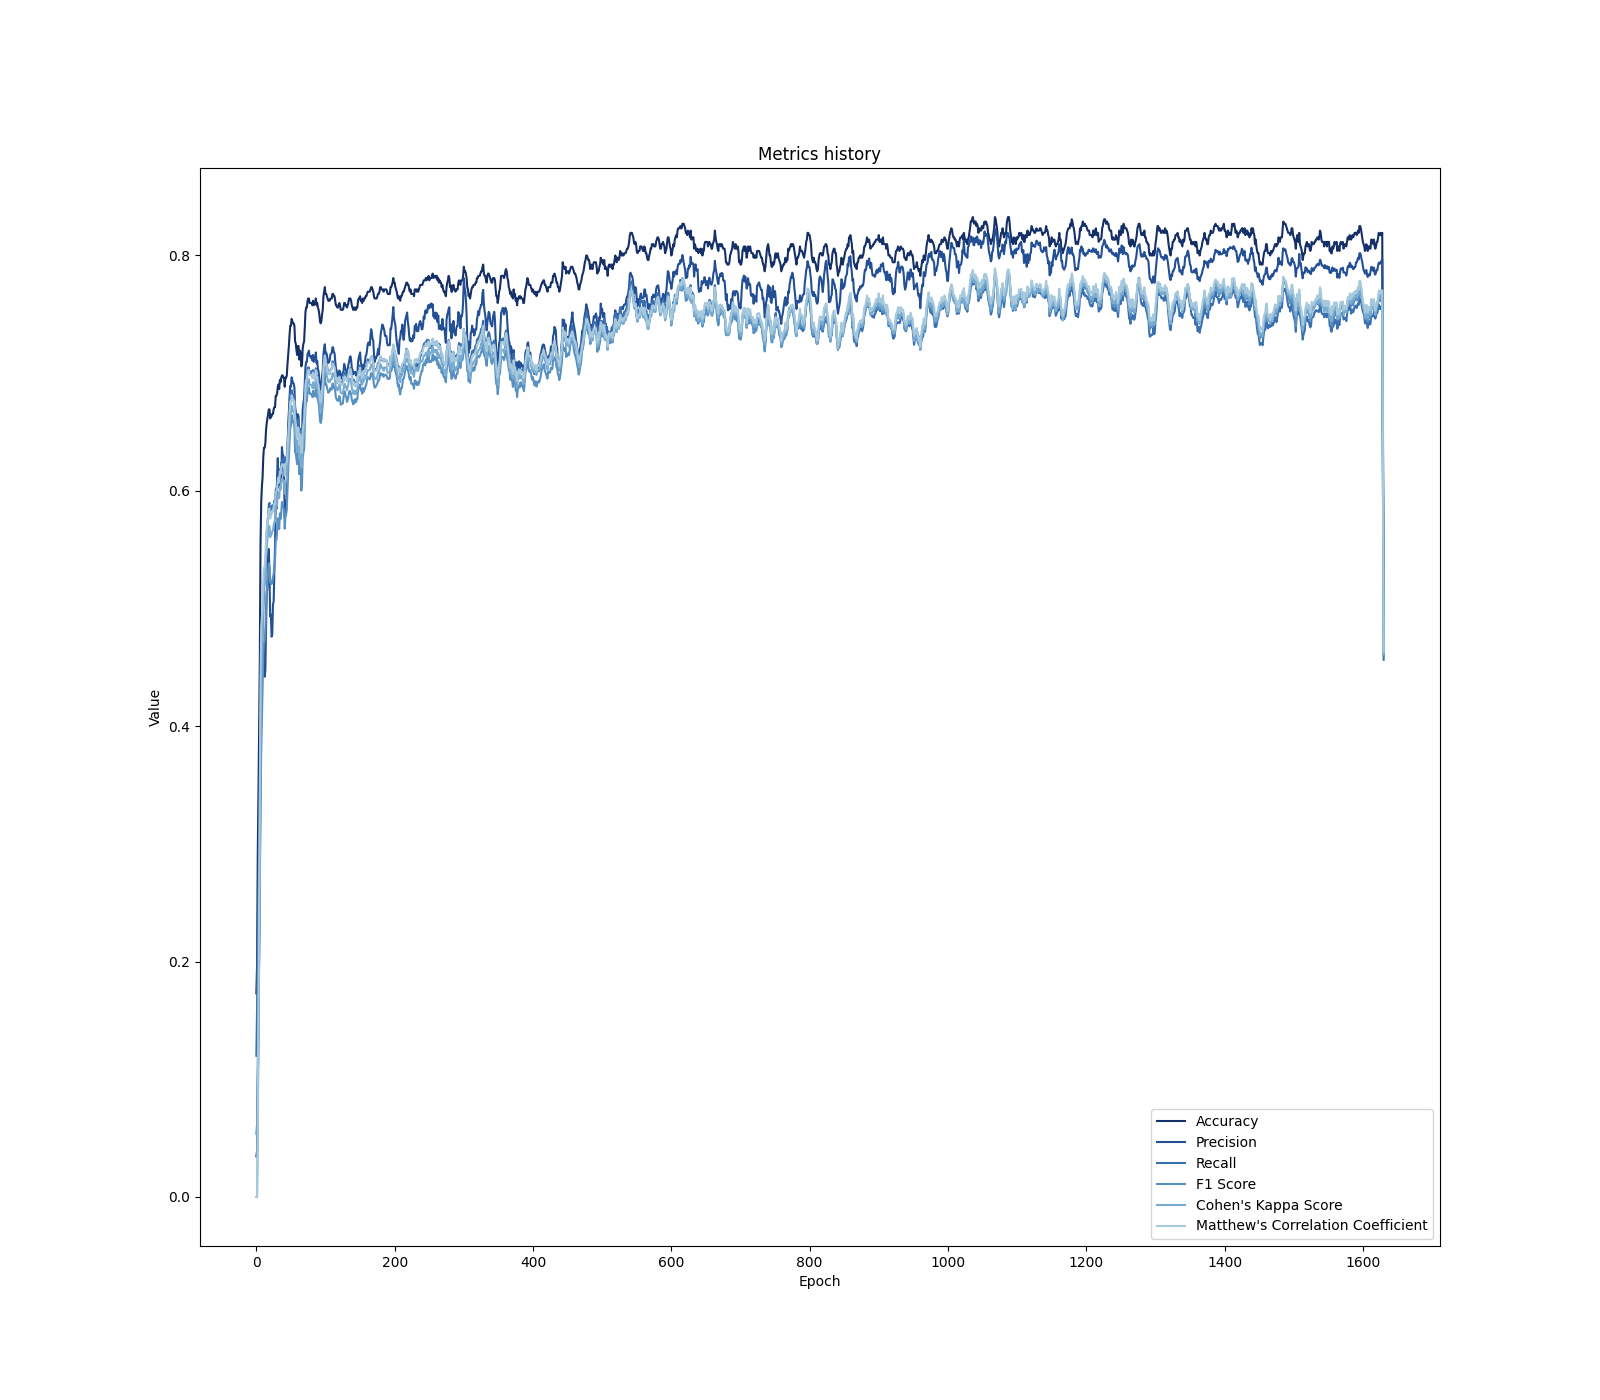 Metrics history
0.8
0.6
0.4
0.2
0.0
Value
0 200 400 600 800 1000 1200 1400 1600
Epoch
Accuracy
Precision
Recall
F1 Score
Cohen's Kappa Score
Matthew's Correlation Coefficient